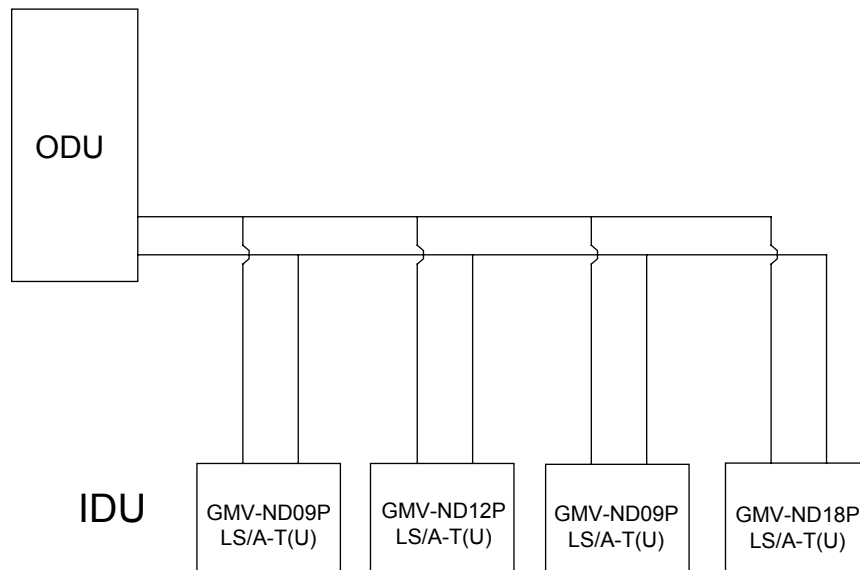 ODU
IDU
GMV-ND09P
LS/A-T(U)
GMV-ND12P
LS/A-T(U)
GMV-ND09P
LS/A-T(U)
GMV-ND18P
LS/A-T(U)